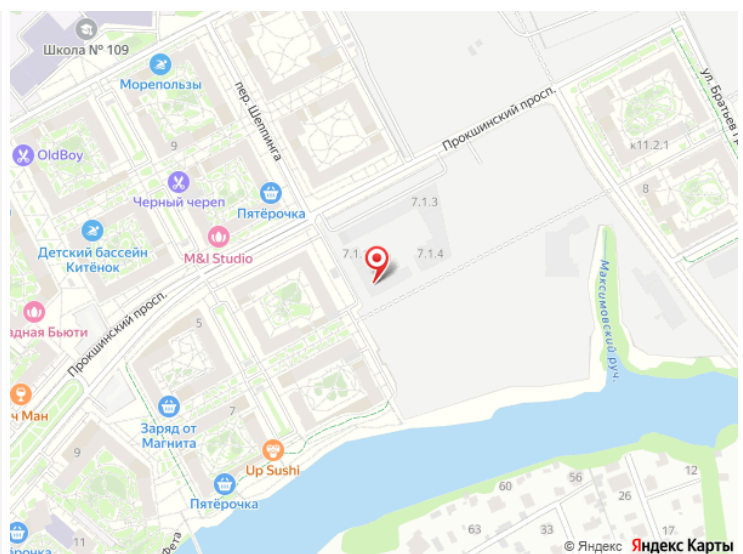 Школа № 109
Морепользы
пер. Шеппинга
Прокшинский просп.
ул. Братьев Г
к11.2.1
9
OldBoy
Черный череп
Пятёрочка
8
7.1.3
M&I Studio
Детский бассейн
Китёнок
7.1.
7.1.4
Максимовский руч.
Прокшинский просп.
адная Бьюти
5
ч Ман
Заряд от
Магнита
7
9
Up Sushi
Пятёрочка
60
56
12
26
63
33
11
Фета
рочка
© Яндекс Яндекс Карты